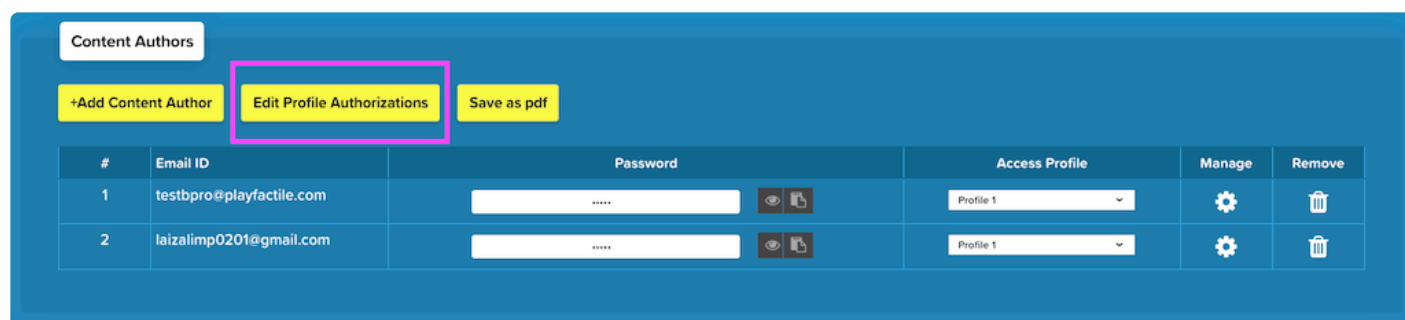 Content Authors
+Add Content Author Edit Profile Authorizations Save as pdf
# Email ID Password Access Profile Manage Remove
1 testbpro@playfactile.com ..... Profile 1
2 laizalimp0201@gmail.com ..... Profile 1